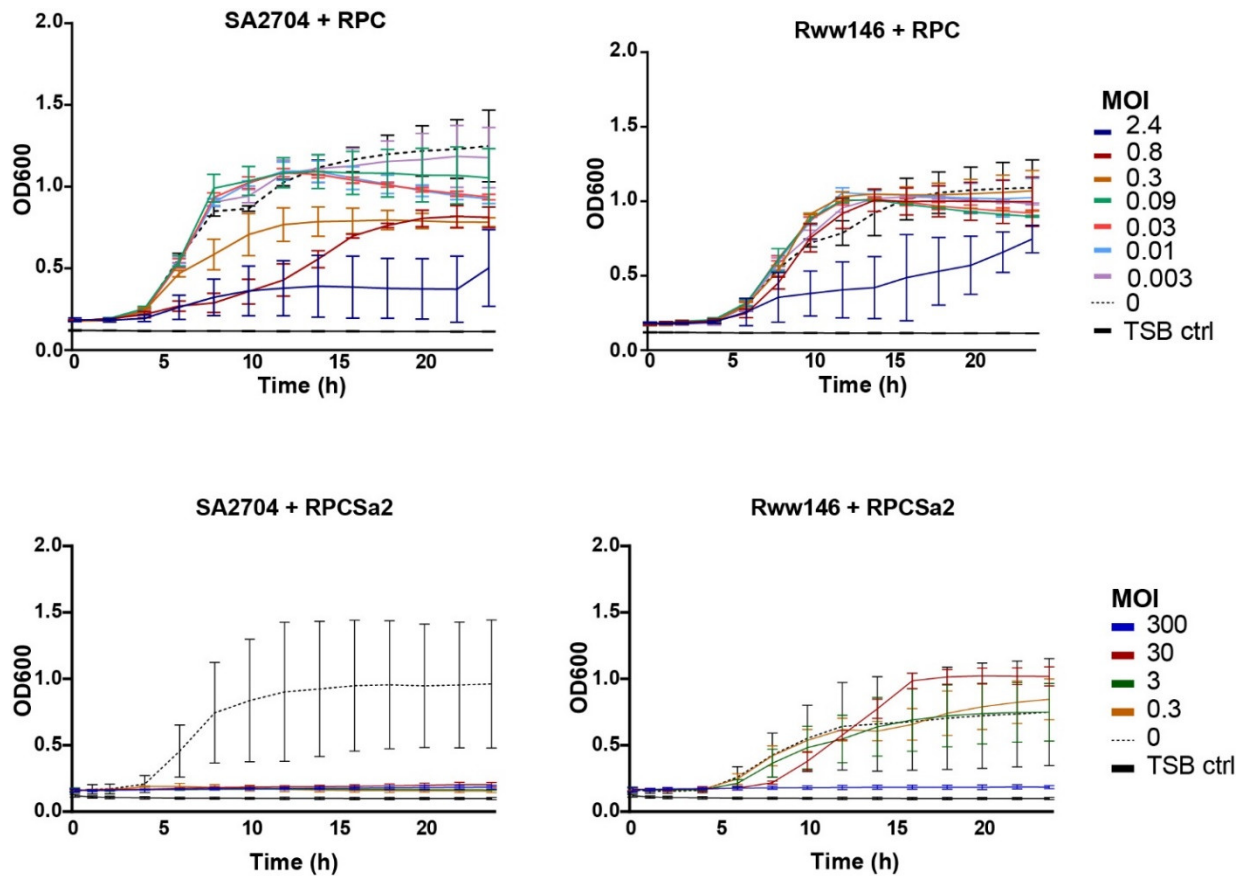 SA2704 + RPC
2.0
1.5
1.0
0.5
0.0
OD600
0 5 10 15 20
Time (h)
Rww146 + RPC
2.0
1.5
1.0
0.5
0.0
OD600
0 5 10 15 20
Time (h)
MOI
2.4
0.8
0.3
0.09
0.03
0.01
0.003
0
TSB ctrl
SA2704 + RPCSa2
2.0
1.5
1.0
0.5
0.0
OD600
0 5 10 15 20
Time (h)
Rww146 + RPCSa2
2.0
1.5
1.0
0.5
0.0
OD600
0 5 10 15 20
Time (h)
MOI
300
30
3
0.3
0
TSB ctrl